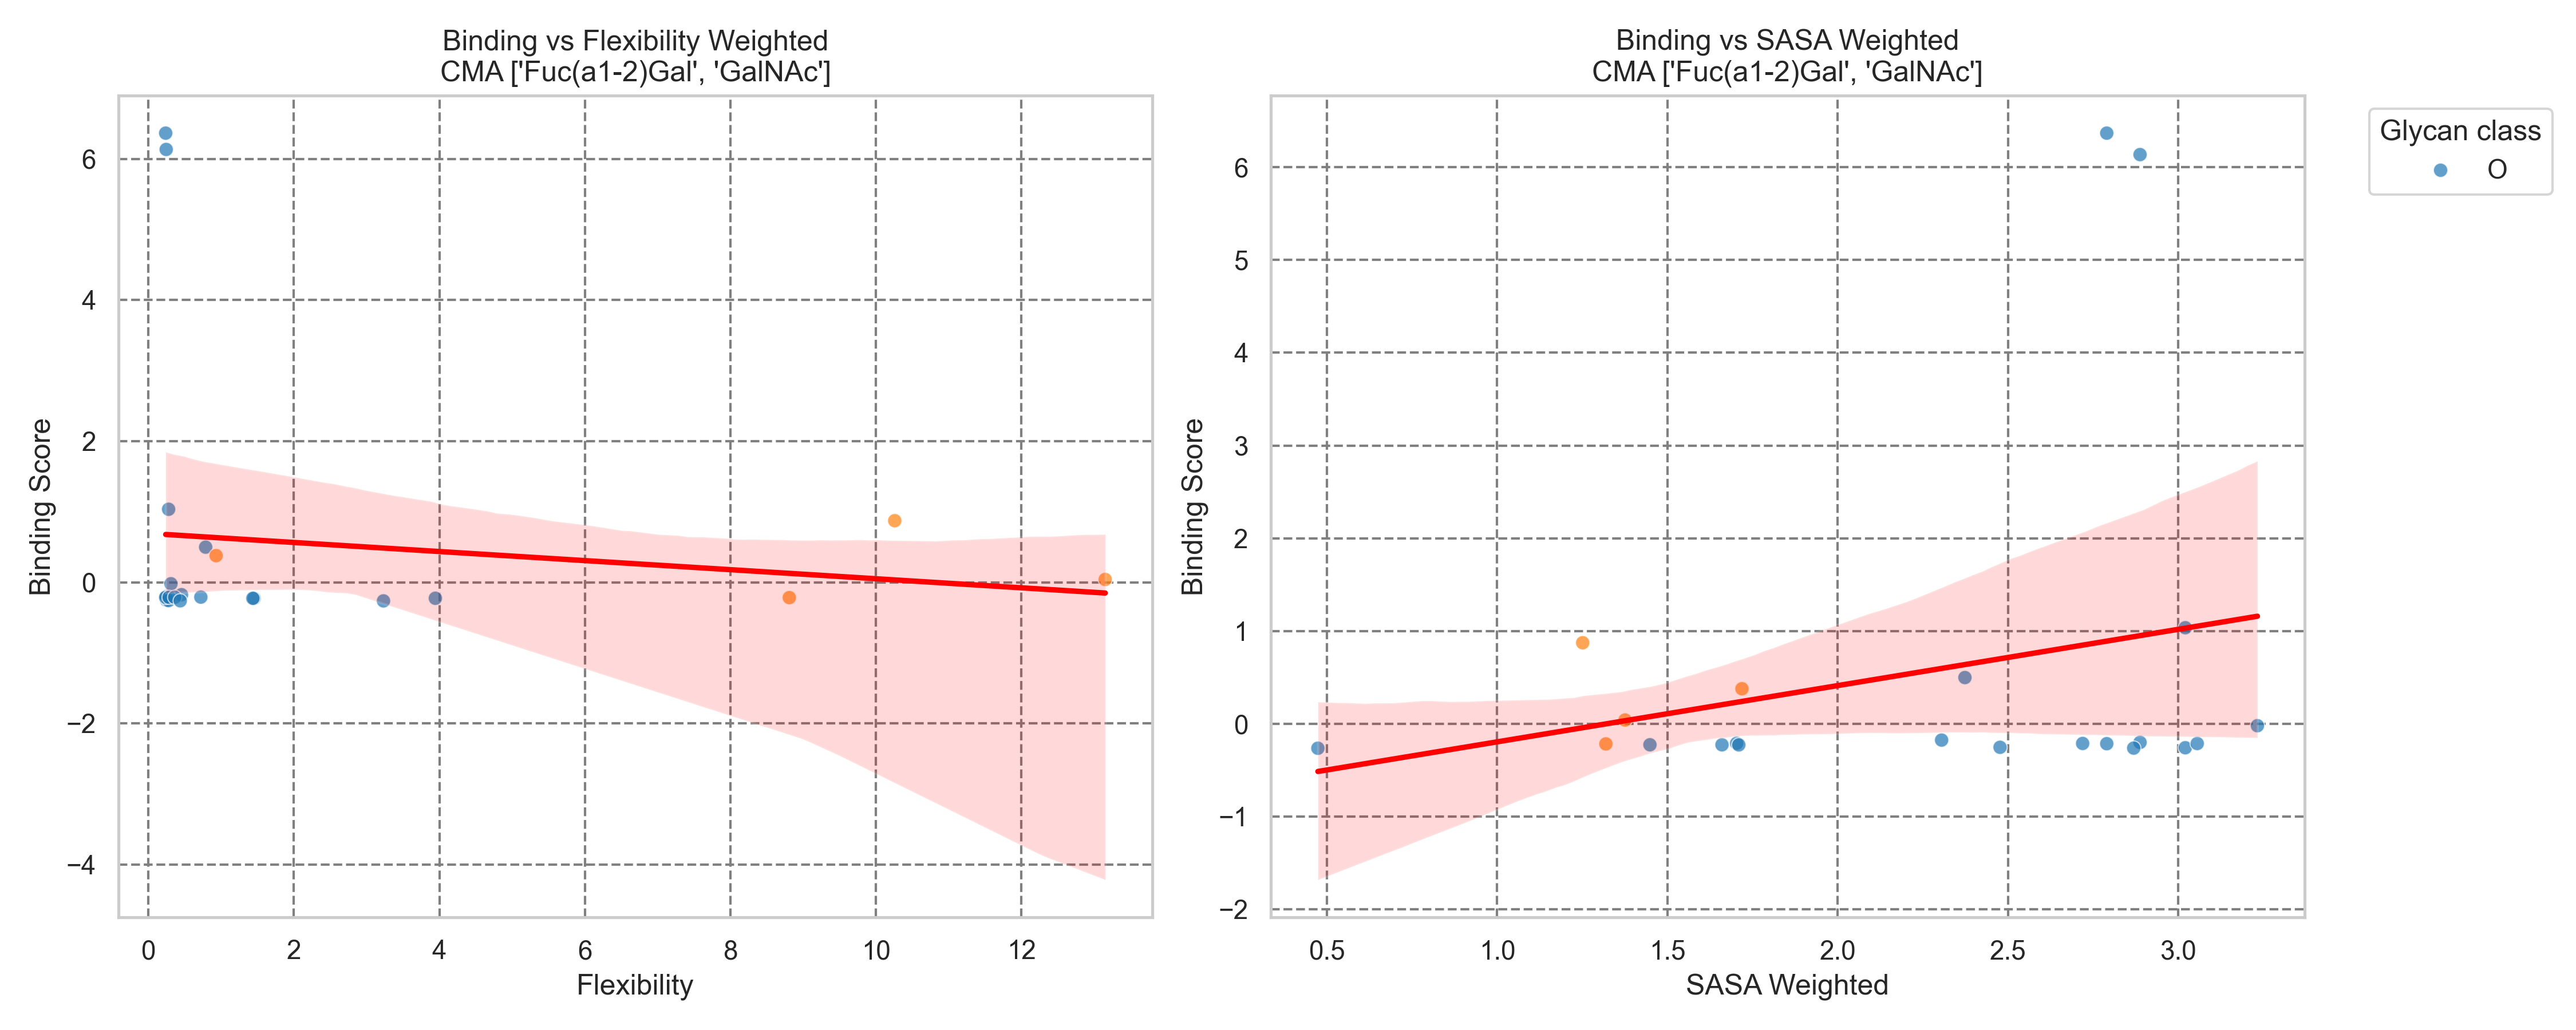 Binding vs Flexibility Weighted
CMA ['Fuc(a1-2)Gal', 'GalNAc']
Binding Score
6
4
2
0
−2
−4
0 2 4 6 8 10 12
Flexibility
Binding vs SASA Weighted
CMA ['Fuc(a1-2)Gal', 'GalNAc']
Binding Score
6
5
4
3
2
1
0
−1
−2
0.5 1.0 1.5 2.0 2.5 3.0
SASA Weighted
Glycan class
O